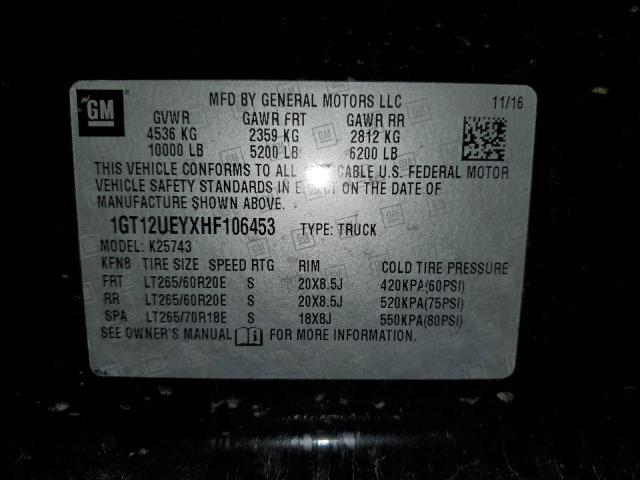 GM
MFD BY GENERAL MOTORS LLC 11/16
GVWR GAWR FRT GAWR RR
4536 KG 2359 KG 2812 KG
10000 LB 5200 LB 6200 LB
THIS VEHICLE CONFORMS TO ALL CABLE U.S. FEDERAL MOTOR
VEHICLE SAFETY STANDARDS IN EFFECT ON THE DATE OF
MANUFACTURE SHOWN ABOVE.
1GT12UEYXHF106453 TYPE: TRUCK
MODEL: K25743
KFN8 TIRE SIZE SPEED RTG RIM COLD TIRE PRESSURE
FRT LT265/60R20E S 20X8.5J 420KPA(60PSI)
RR LT265/60R20E S 20X8.5J 520KPA(75PSI)
SPA LT265/70R18E S 18X8J 550KPA(80PSI)
SEE OWNER'S MANUAL i FOR MORE INFORMATION.